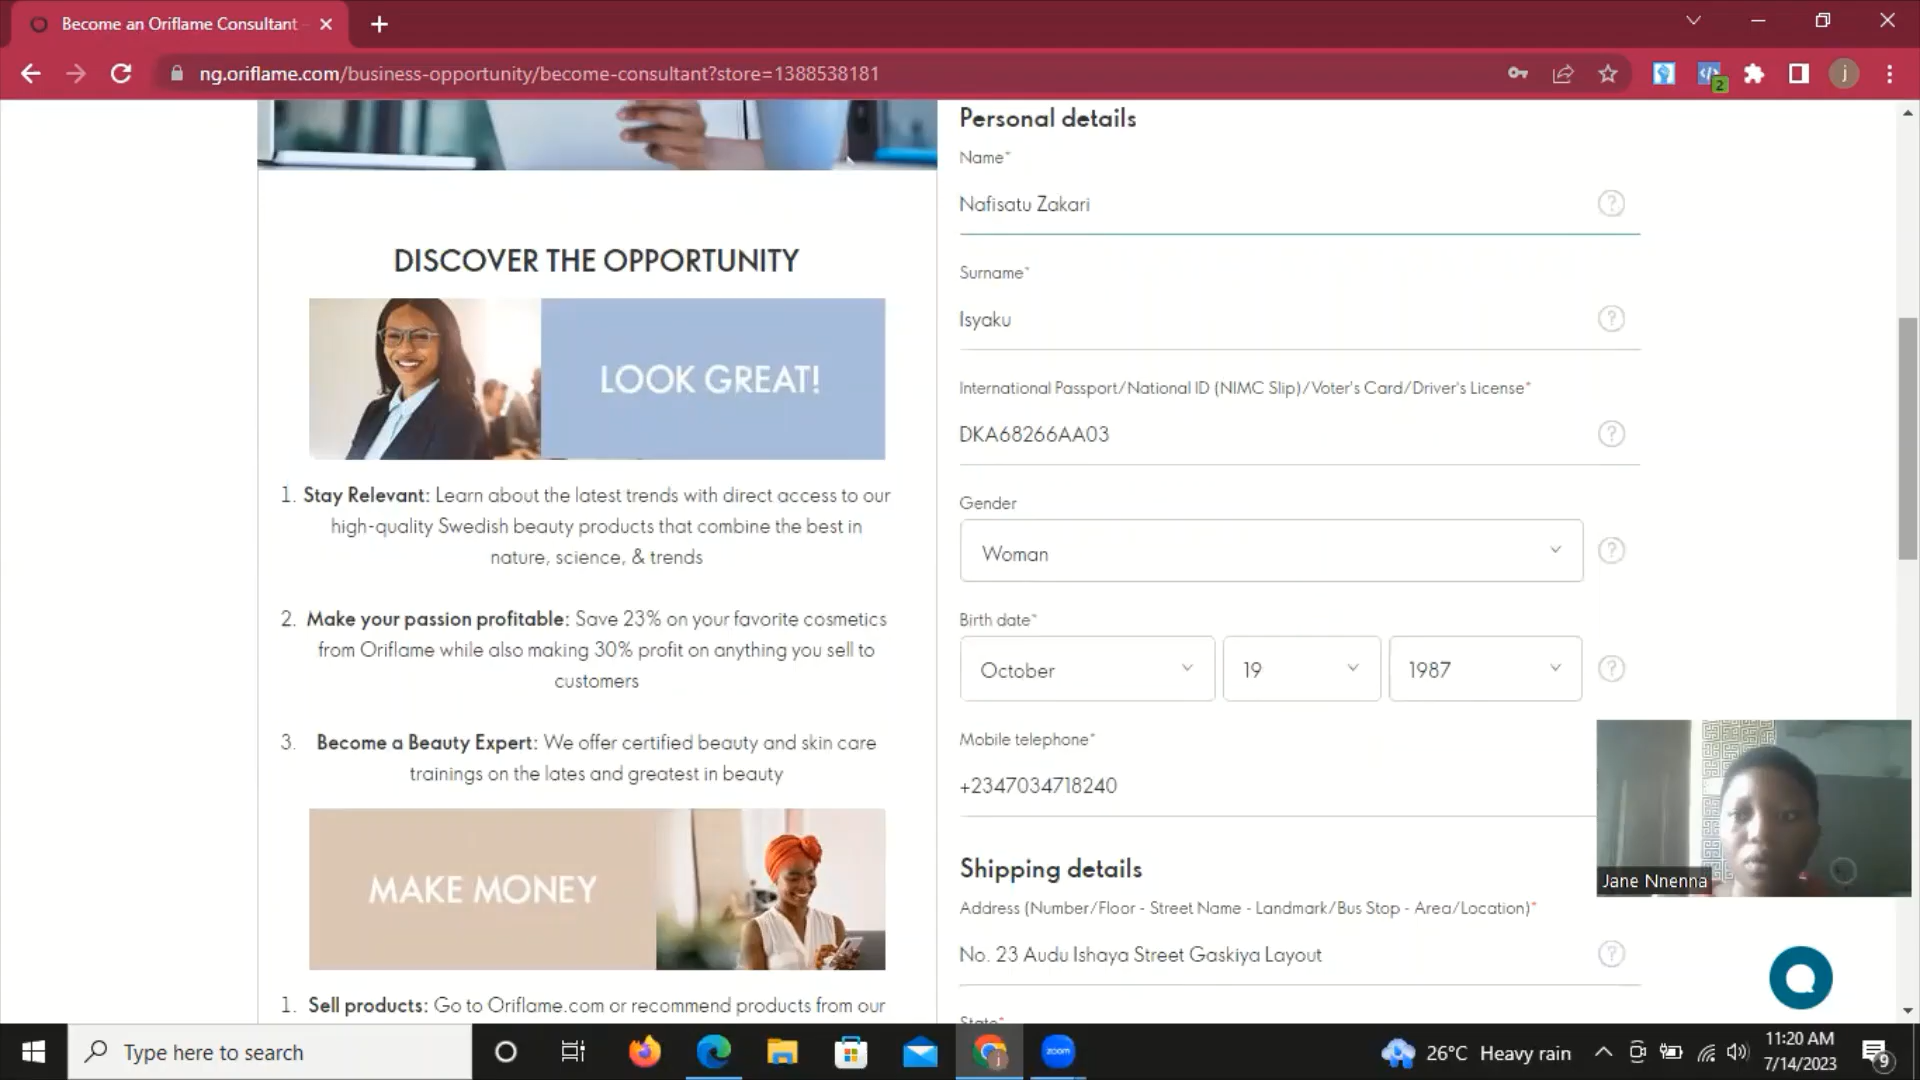 Become an Oriflame Consultant
ng.oriflame.com/business-opportunity/become-consultant?store=1388538181
2
j
DISCOVER THE OPPORTUNITY
LOOK GREAT!
1. Stay Relevant: Learn about the latest trends with direct access to our
high-quality Swedish beauty products that combine the best in
nature, science, & trends
2. Make your passion profitable: Save 23% on your favorite cosmetics
from Oriflame while also making 30% profit on anything you sell to
customers
3. Become a Beauty Expert: We offer certified beauty and skin care
trainings on the lates and greatest in beauty
MAKE MONEY
1. Sell products: Go to Oriflame.com or recommend products from our
Personal details
Name*
Nafisatu Zakari
Surname*
Isyaku
International Passport/National ID (NIMC Slip)/Voter's Card/Driver's License*
DKA68266AA03
Gender
Woman
Birth date*
October 19 1987
Mobile telephone*
+2347034718240
Shipping details
Address (Number/Floor - Street Name - Landmark/Bus Stop - Area/Location)*
No. 23 Audu Ishaya Street Gaskiya Layout
State*
Jane Nnenna
Type here to search
zoom
26°C Heavy rain
11:20 AM
7/14/2023
9